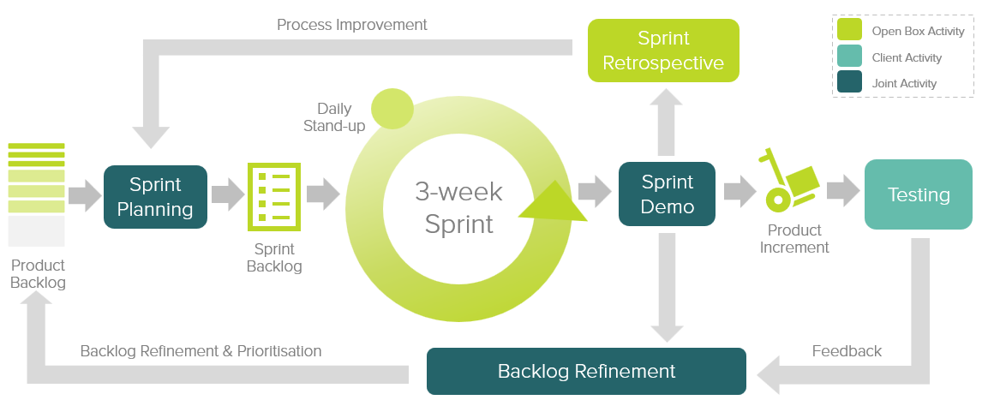 Process Improvement
Sprint
Retrospective
Open Box Activity
Client Activity
Joint Activity
Daily
Stand-up
Product
Backlog
Sprint
Planning
Sprint
Backlog
3-week
Sprint
Sprint
Demo
Product
Increment
Testing
Backlog Refinement & Prioritisation
Backlog Refinement
Feedback